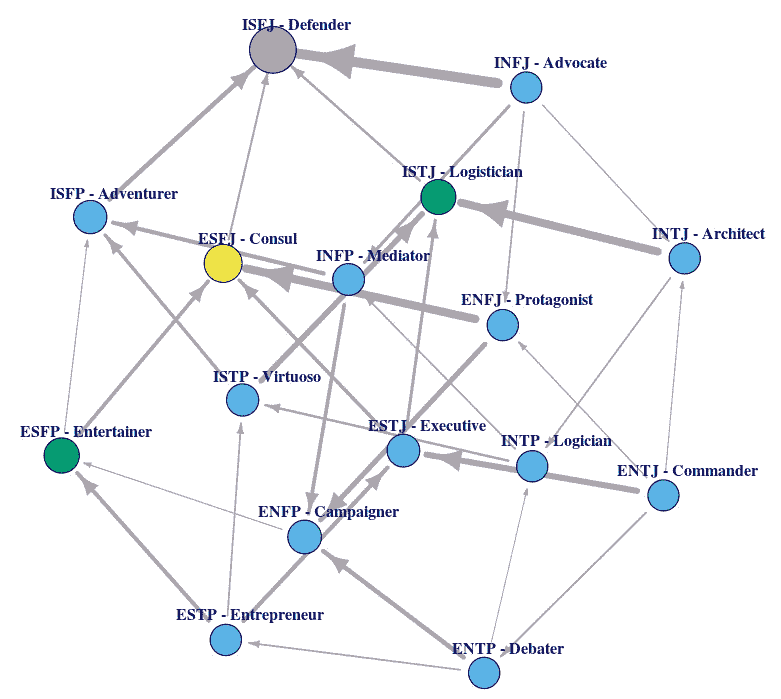 ISFJ - Defender
INFJ - Advocate
ISTJ - Logistician
ISFP - Adventurer
INTJ - Architect
ESFJ - Consul
INFP - Mediator
ENFJ - Protagonist
ISTP - Virtuoso
ESTJ - Executive
ESFP - Entertainer
INTP - Logician
ENTJ - Commander
ENFP - Campaigner
ESTP - Entrepreneur
ENTP - Debater